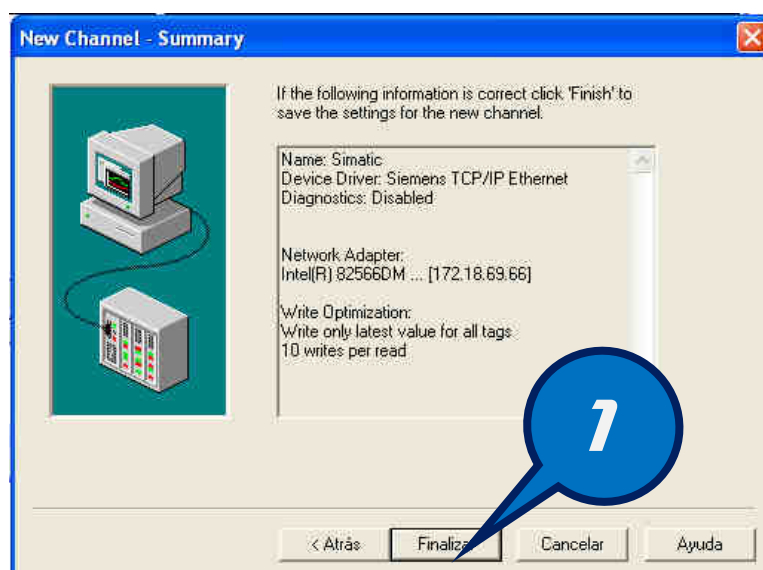 New Channel - Summary
If the following information is correct click 'Finish' to
save the settings for the new channel.
Name: Simatic
Device Driver: Siemens TCP/IP Ethernet
Diagnostics: Disabled
Network Adapter:
Intel(R) 82566DM ... [172.18.69.66]
Write Optimization:
Write only latest value for all tags
10 writes per read
7
< Atrás Finalizar Cancelar Ayuda